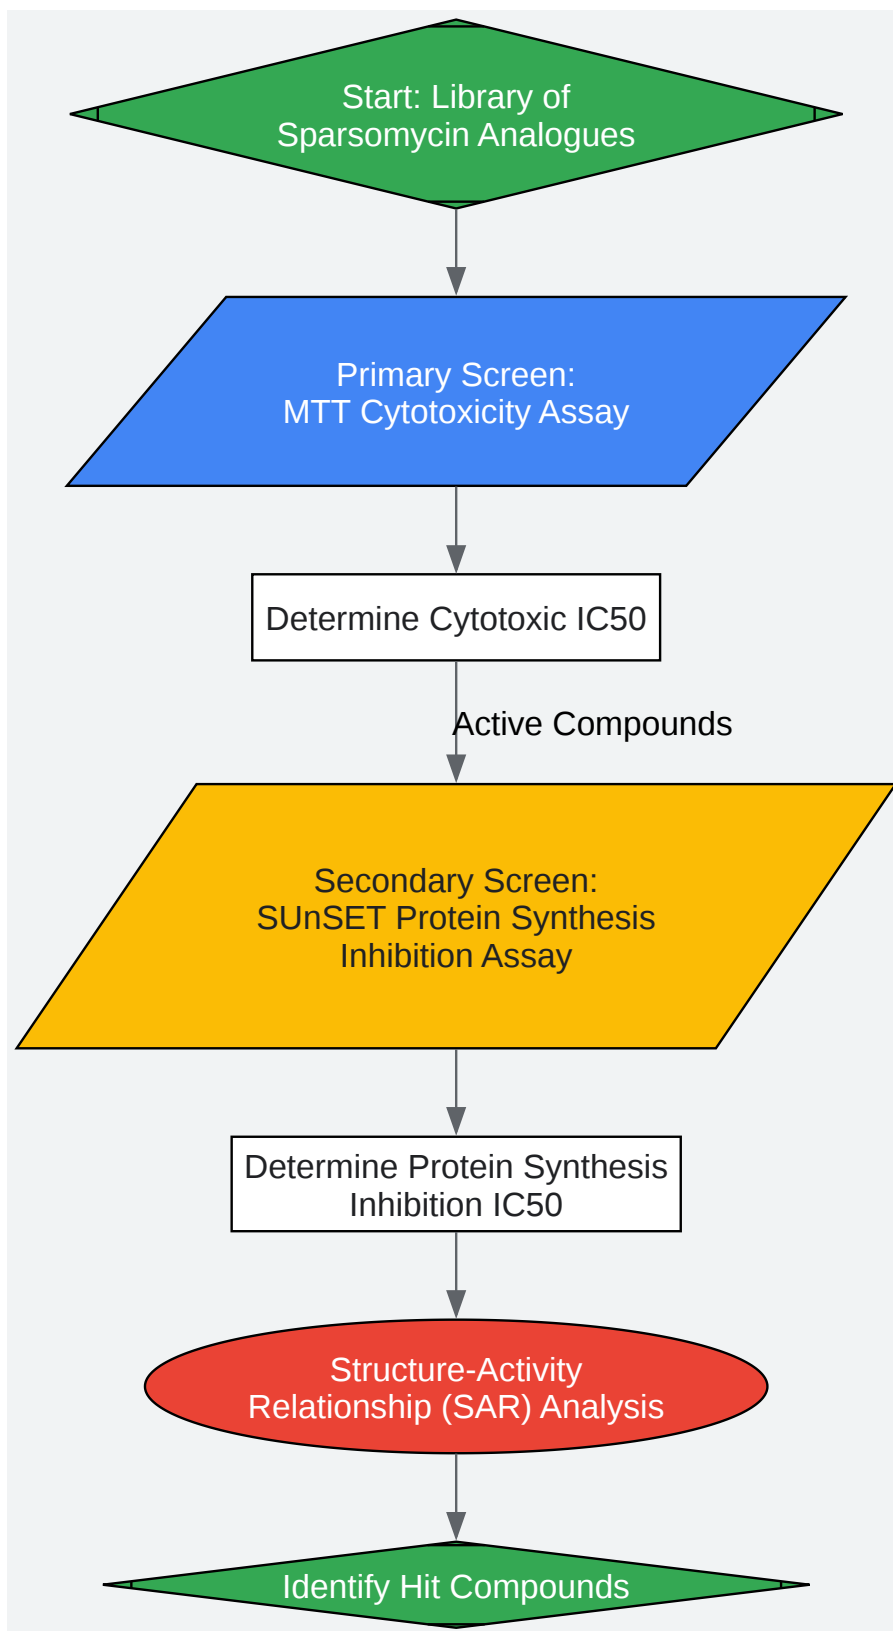 Start: Library of
Sparsomycin Analogues
Primary Screen:
MTT Cytotoxicity Assay
Determine Cytotoxic IC50
Active Compounds
Secondary Screen:
SUnSET Protein Synthesis
Inhibition Assay
Determine Protein Synthesis
Inhibition IC50
Structure-Activity
Relationship (SAR) Analysis
Identify Hit Compounds